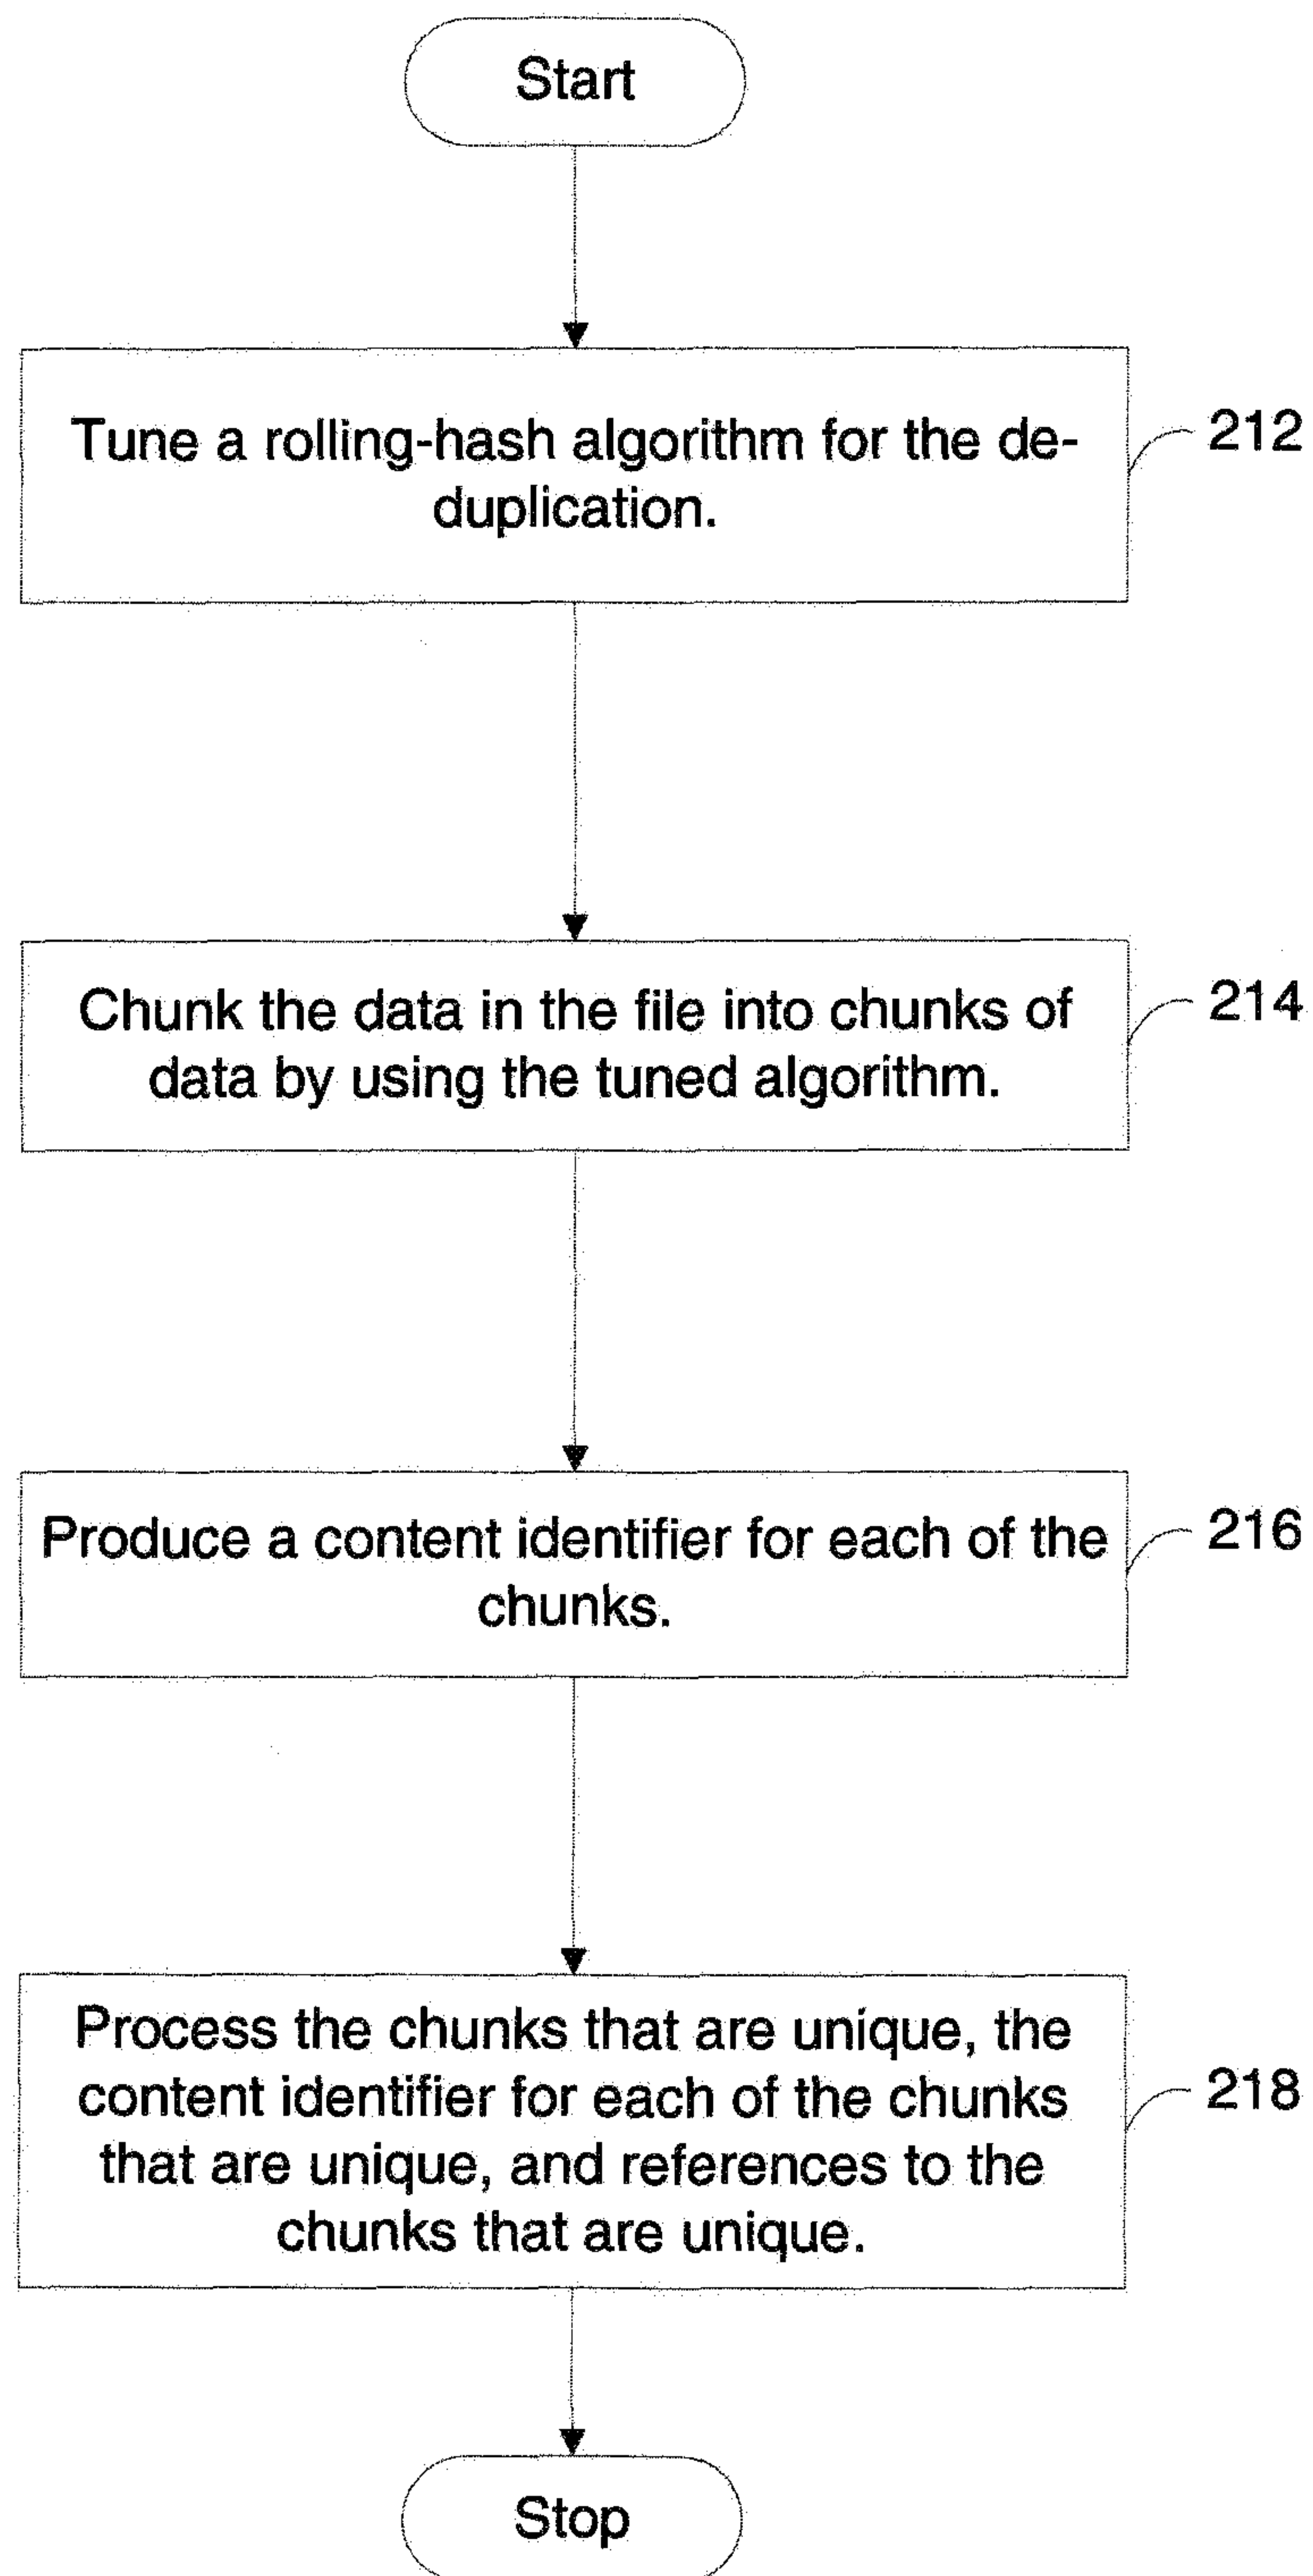 Start
Tune a rolling-hash algorithm for the de-
duplication.
212
Chunk the data in the file into chunks of
data by using the tuned algorithm.
214
Produce a content identifier for each of the
chunks.
216
Process the chunks that are unique, the
content identifier for each of the chunks
that are unique, and references to the
chunks that are unique.
218
Stop